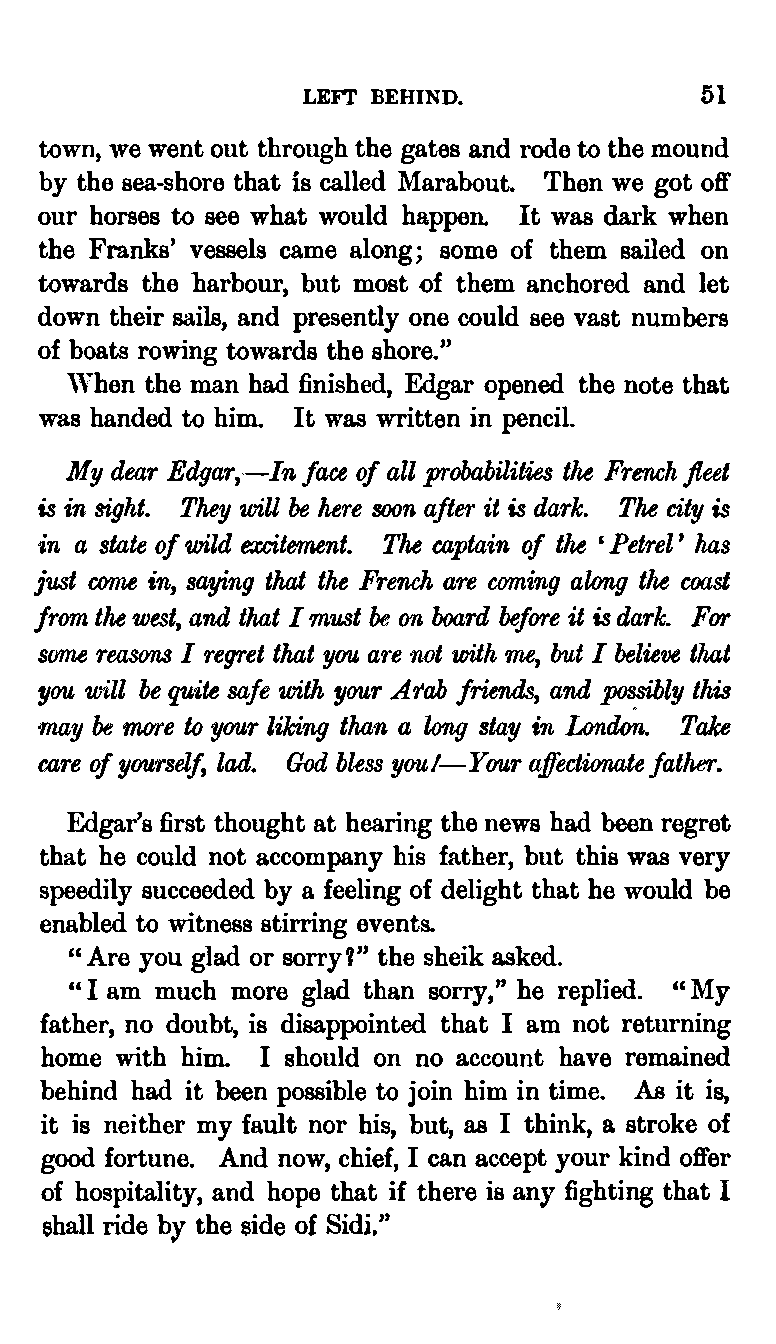 LEFT BEHIND. 51
town, we went out through the gates and rode to the mound
by the sea-shore that is called Marabout. Then we got off
our horses to see what would happen. It was dark when
the Franks' vessels came along; some of them sailed on
towards the harbour, but most of them anchored and let
down their sails, and presently one could see vast numbers
of boats rowing towards the shore."
When the man had finished, Edgar opened the note that
was handed to him. It was written in pencil.
My dear Edgar,—In face of all probabilities the French fleet
is in sight. They will be here soon after it is dark. The city is
in a state of wild excitement. The captain of the 'Petrel' has
just come in, saying that the French are coming along the coast
from the west, and that I must be on board before it is dark. For
some reasons I regret that you are not with me, but I believe that
you will be quite safe with your Arab friends, and possibly this
may be more to your liking than a long stay in London. Take
care of yourself, lad. God bless you!—Your affectionate father.
Edgar's first thought at hearing the news had been regret
that he could not accompany his father, but this was very
speedily succeeded by a feeling of delight that he would be
enabled to witness stirring events.
"Are you glad or sorry?" the sheik asked.
"I am much more glad than sorry," he replied. "My
father, no doubt, is disappointed that I am not returning
home with him. I should on no account have remained
behind had it been possible to join him in time. As it is,
it is neither my fault nor his, but, as I think, a stroke of
good fortune. And now, chief, I can accept your kind offer
of hospitality, and hope that if there is any fighting that I
shall ride by the side of Sidi."